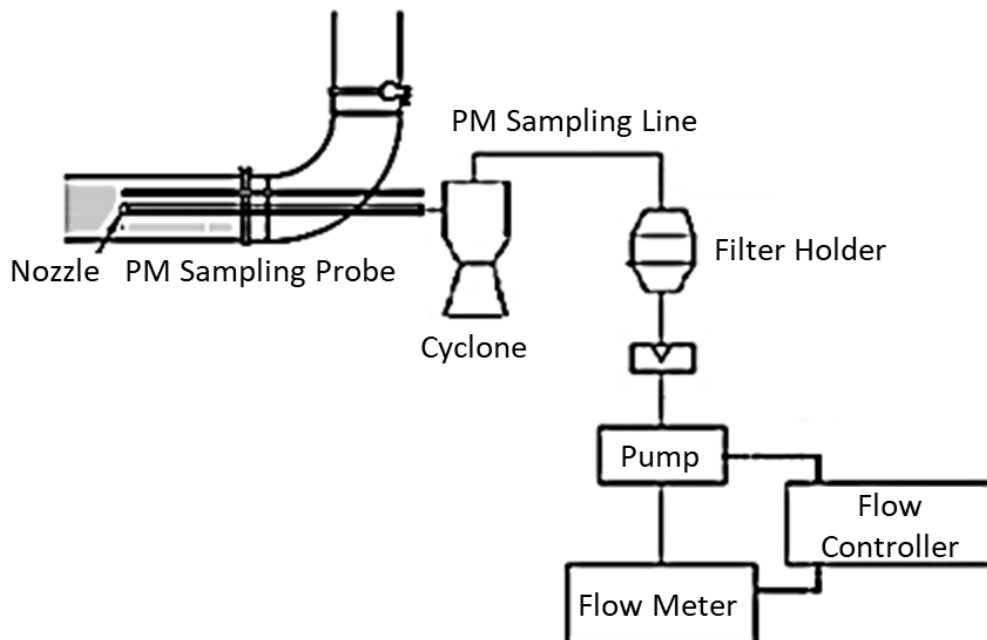 PM Sampling Line
Nozzle
PM Sampling Probe
Filter Holder
Cyclone
Pump
Flow
Controller
Flow Meter